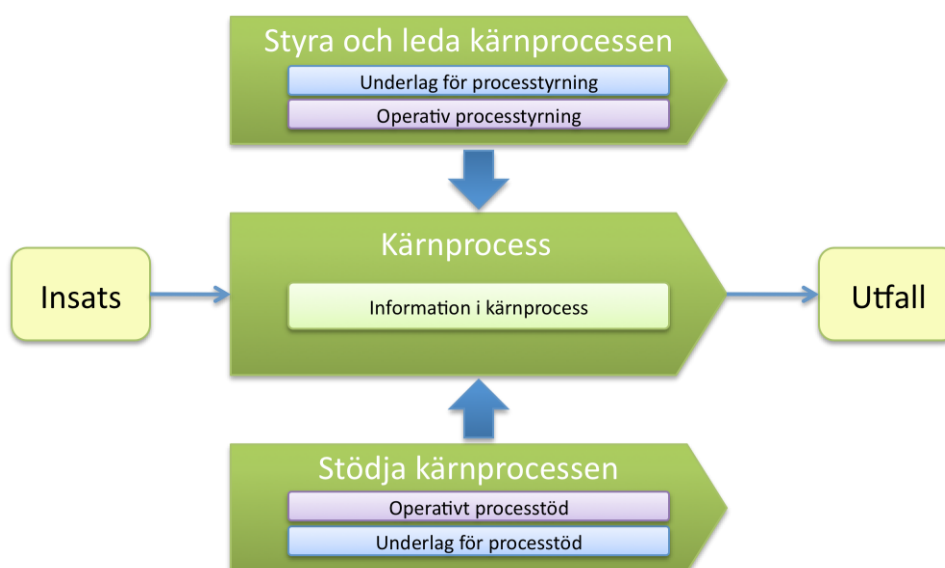 Styra och leda kärnprocessen
Underlag för processtyrning
Operativ processtyrning
Kärnprocess
Insats
Information i kärnprocess
Utfall
Stödja kärnprocessen
Operativt processtöd
Underlag för processtöd